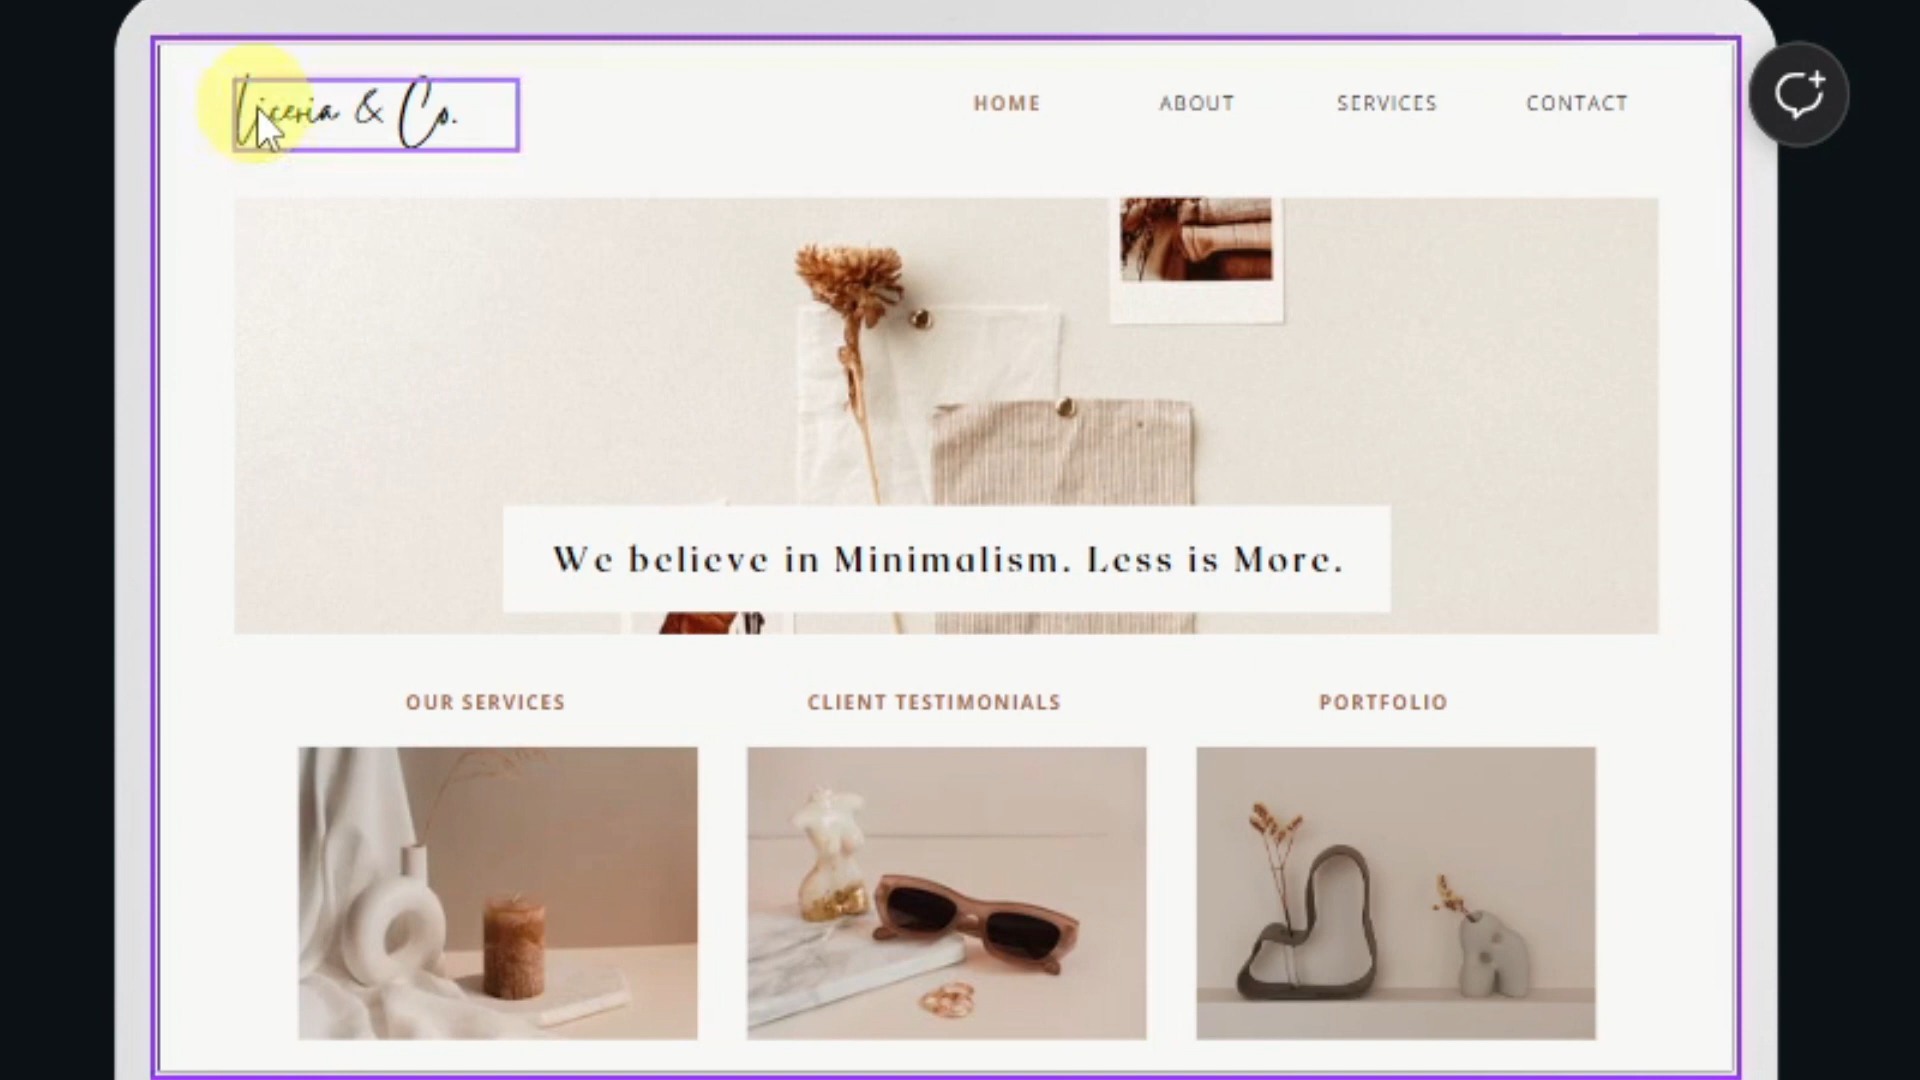 Liceria & Co.
HOME ABOUT SERVICES CONTACT
We believe in Minimalism. Less is More.
OUR SERVICES CLIENT TESTIMONIALS PORTFOLIO